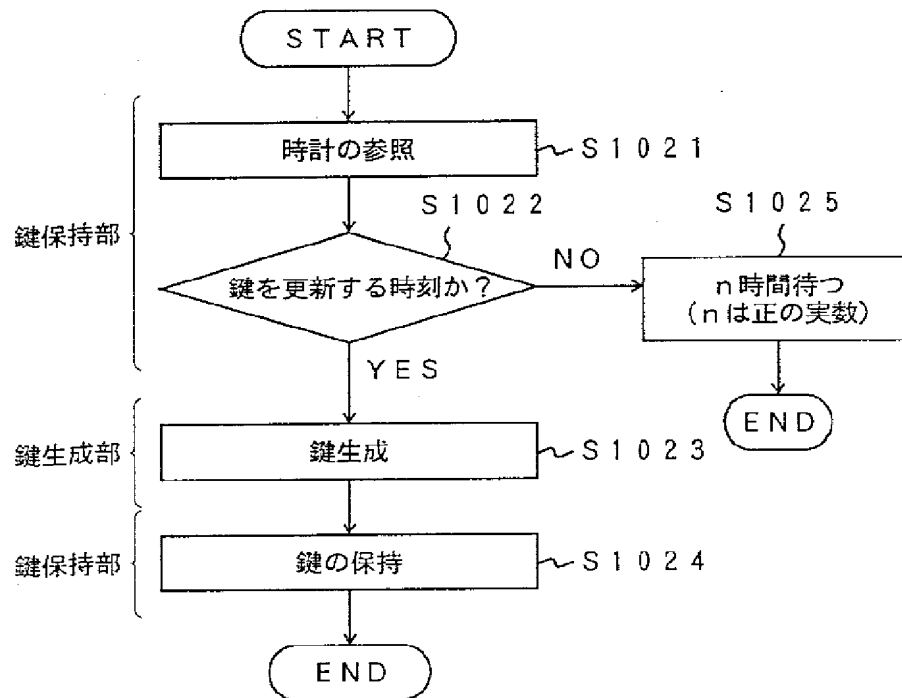 START
時計の参照
S1021
鍵保持部
S1022
鍵を更新する時刻か？
NO
S1025
n時間待つ
（nは正の実数）
END
YES
鍵生成部
鍵生成
S1023
鍵保持部
鍵の保持
S1024
END